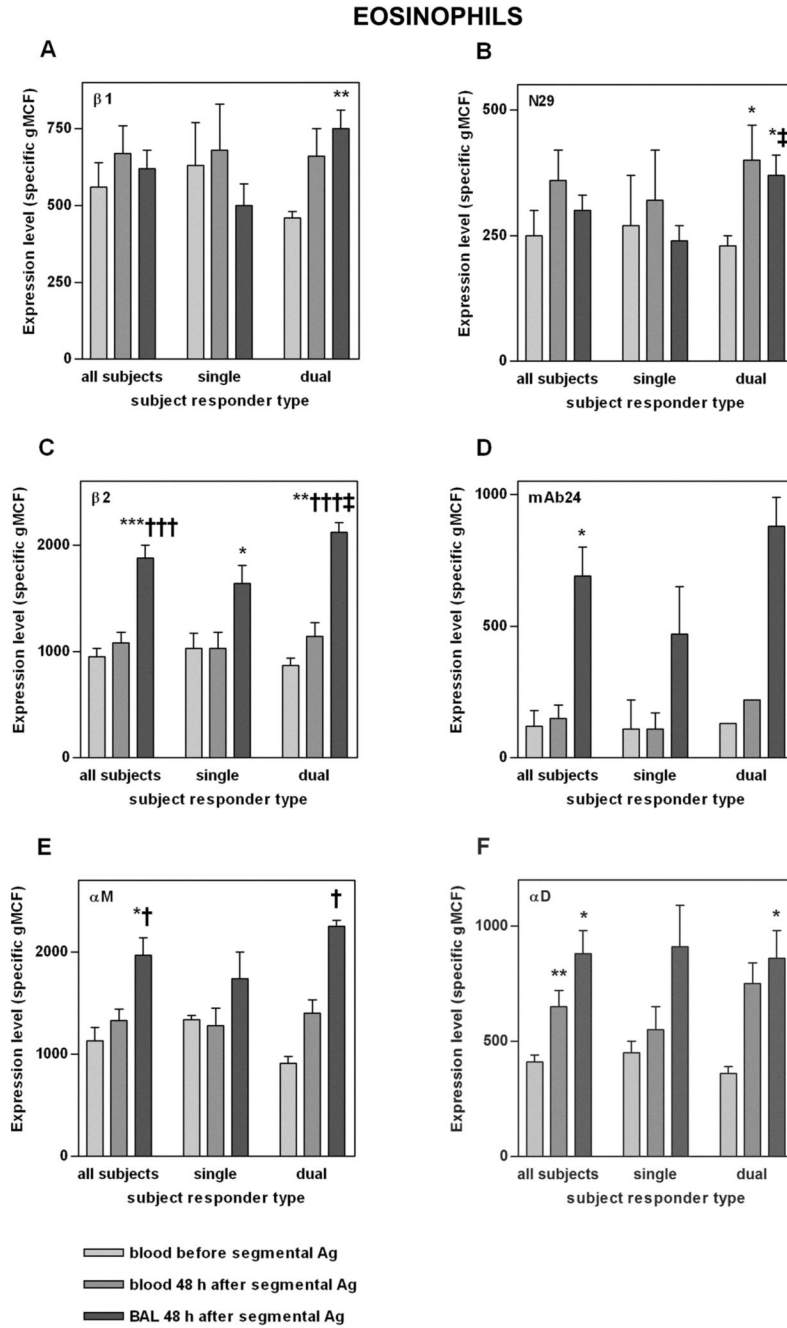 EOSINOPHILS
A
β1
Expression level (specific gMCF)
750
500
250
0
**
all subjects single dual
subject responder type
B
N29
Expression level (specific gMCF)
500
250
0
*
*‡
all subjects single dual
subject responder type
C
β2
Expression level (specific gMCF)
2000
1000
0
***†††
*
**†††‡
all subjects single dual
subject responder type
D
mAb24
Expression level (specific gMCF)
1000
500
0
*
all subjects single dual
subject responder type
E
αM
Expression level (specific gMCF)
2000
1000
0
*†
†
all subjects single dual
subject responder type
F
αD
Expression level (specific gMCF)
1000
500
0
**
*
*
all subjects single dual
subject responder type
blood before segmental Ag
blood 48 h after segmental Ag
BAL 48 h after segmental Ag